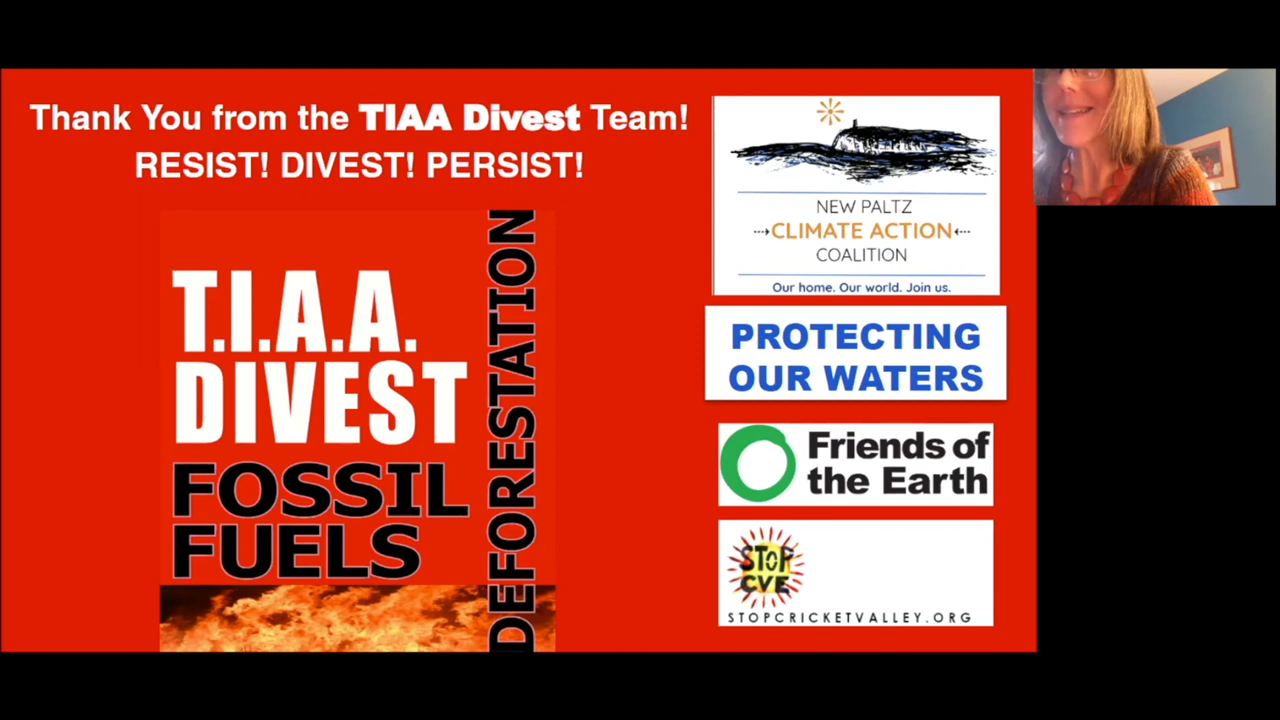 Thank You from the TIAA Divest Team!
RESIST! DIVEST! PERSIST!
T.I.A.A.
DIVEST
FOSSIL
FUELS
DEFORESTATION
NEW PALTZ
CLIMATE ACTION
COALITION
Our home. Our world. Join us.
PROTECTING
OUR WATERS
Friends of
the Earth
STOP
CVE
STOPCRICKETVALLEY.ORG